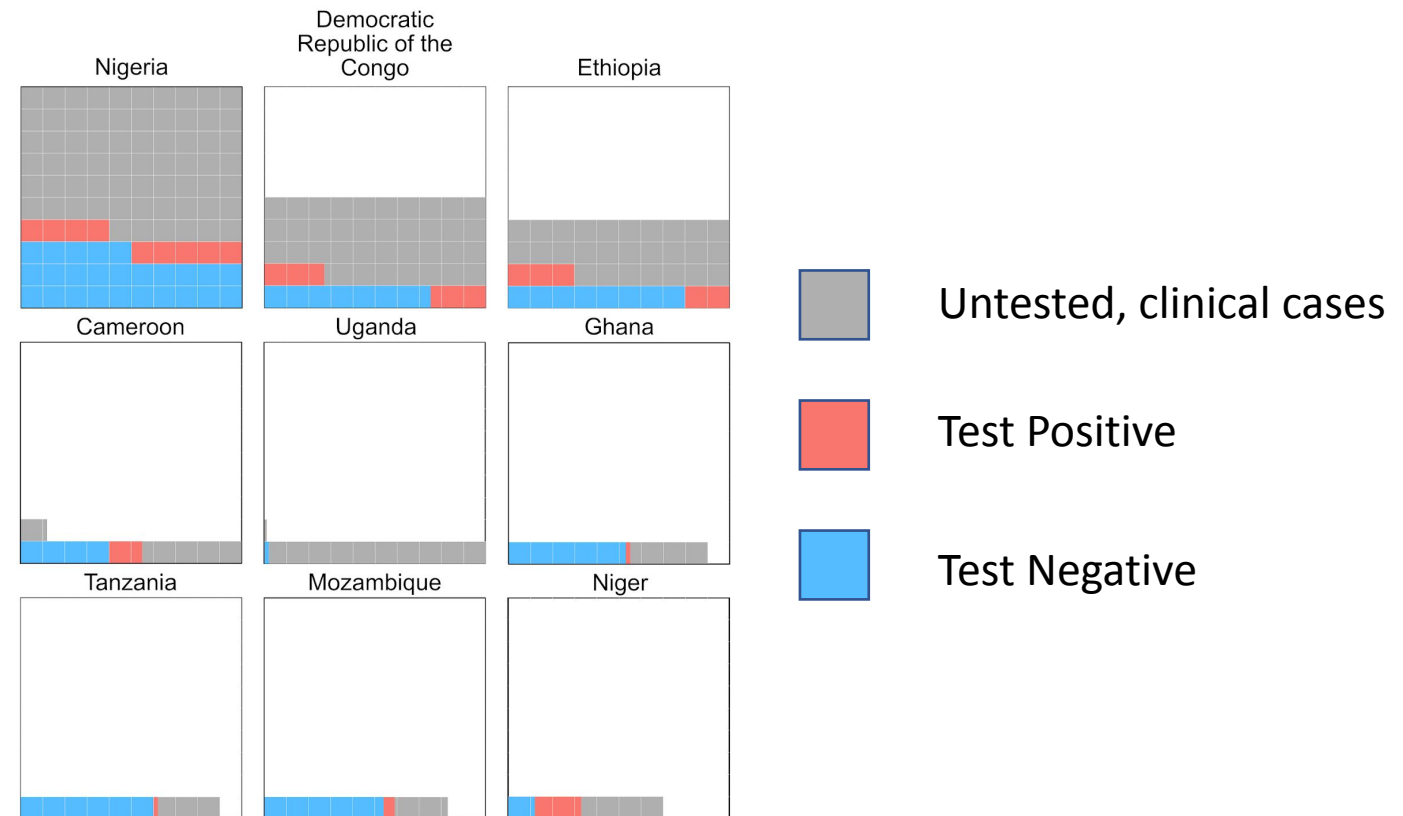 Democratic
Republic of the
Nigeria
Congo
Ethiopia
Cameroon
Uganda
Ghana
Tanzania
Mozambique
Niger
Untested, clinical cases
Test Positive
Test Negative